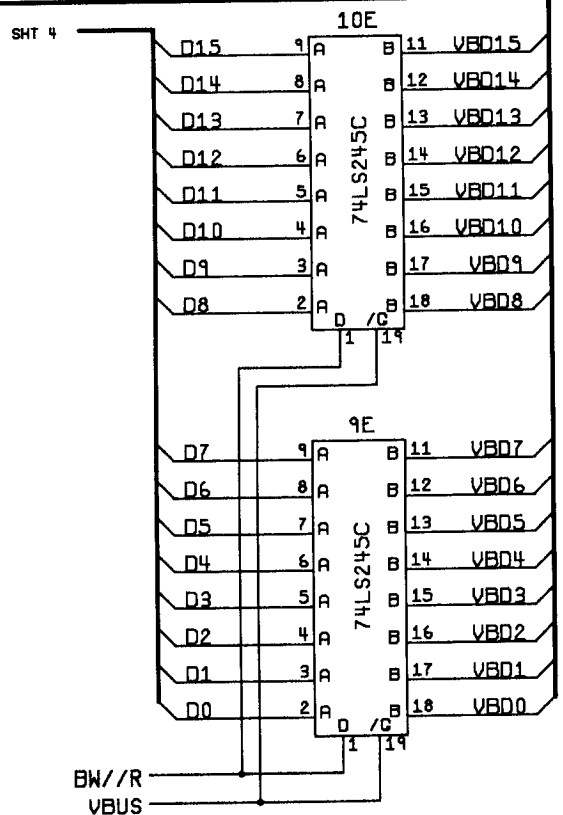 SHT 4
10E
D15 9 A B 11 VBD15
D14 8 A B 12 VBD14
D13 7 A B 13 VBD13
D12 6 A B 14 VBD12
D11 5 A B 15 VBD11
D10 4 A B 16 VBD10
D9 3 A B 17 VBD9
D8 2 A B 18 VBD8
74LS245C
D /G
1 19
9E
D7 9 A B 11 VBD7
D6 8 A B 12 VBD6
D5 7 A B 13 VBD5
D4 6 A B 14 VBD4
D3 5 A B 15 VBD3
D2 4 A B 16 VBD2
D1 3 A B 17 VBD1
D0 2 A B 18 VBD0
74LS245C
D /G
1 19
BW//R
VBUS